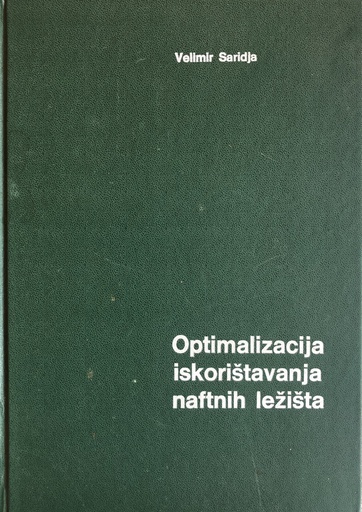 Velimir Saridja
Optimalizacija
iskorištavanja
naftnih ležišta